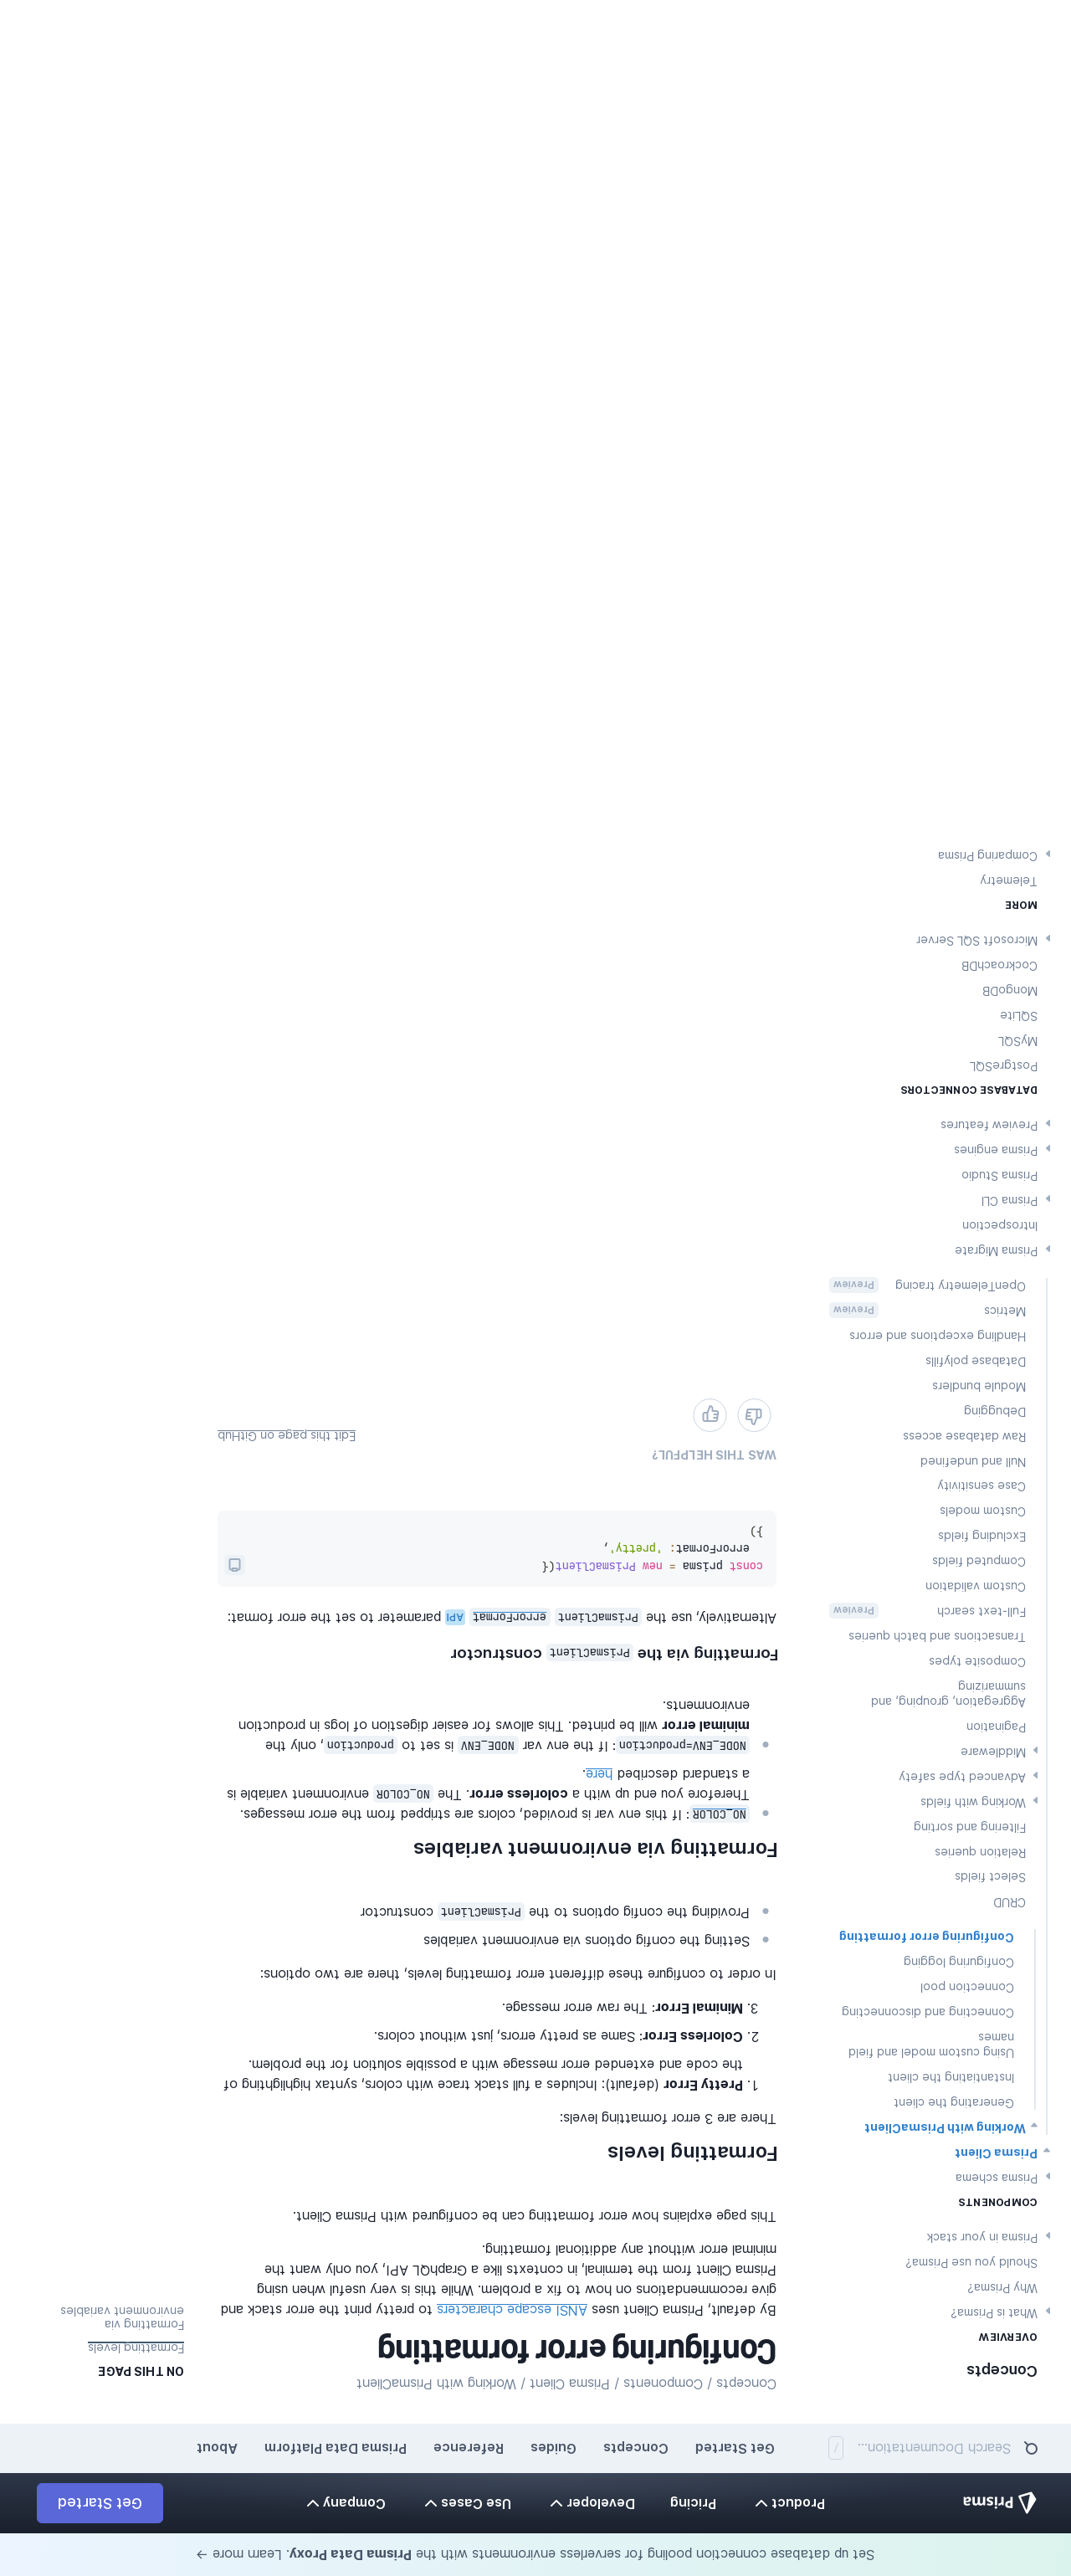 Set up database connection pooling for serverless environments with the Prisma Data Proxy. Learn more →
Prisma
Product
Pricing
Developer
Use Cases
Company
Get Started
Search Documentation... /
Get Started
Concepts
Guides
Reference
Prisma Data Platform
About
Concepts
OVERVIEW
What is Prisma?
Why Prisma?
Should you use Prisma?
Prisma in your stack
COMPONENTS
Prisma schema
Prisma Client
Working with PrismaClient
Generating the client
Instantiating the client
Using custom model and field
names
Connecting and disconnecting
Connection pool
Configuring logging
Configuring error formatting
CRUD
Select fields
Relation queries
Filtering and sorting
Working with fields
Advanced type safety
Middleware
Pagination
Aggregation, grouping, and
summarizing
Composite types
Transactions and batch queries
Full-text search Preview
Custom validation
Computed fields
Excluding fields
Custom models
Case sensitivity
Null and undefined
Raw database access
Debugging
Module bundlers
Database polyfills
Handling exceptions and errors
Metrics Preview
OpenTelemetry tracing Preview
Prisma Migrate
Introspection
Prisma CLI
Prisma Studio
Prisma engines
Preview features
DATABASE CONNECTORS
PostgreSQL
MySQL
SQLite
MongoDB
CockroachDB
Microsoft SQL Server
MORE
Telemetry
Comparing Prisma
Concepts / Components / Prisma Client / Working with PrismaClient
Configuring error formatting
By default, Prisma Client uses ANSI escape characters to pretty print the error stack and
give recommendations on how to fix a problem. While this is very useful when using
Prisma Client from the terminal, in contexts like a GraphQL API, you only want the
minimal error without any additional formatting.
This page explains how error formatting can be configured with Prisma Client.
Formatting levels
There are 3 error formatting levels:
1. Pretty Error (default): Includes a full stack trace with colors, syntax highlighting of
the code and extended error message with a possible solution for the problem.
2. Colorless Error: Same as pretty errors, just without colors.
3. Minimal Error: The raw error message.
In order to configure these different error formatting levels, there are two options:
Setting the config options via environment variables
Providing the config options to the PrismaClient constructor
Formatting via environment variables
NO_COLOR: If this env var is provided, colors are stripped from the error messages.
Therefore you end up with a colorless error. The NO_COLOR environment variable is
a standard described here.
NODE_ENV=production: If the env var NODE_ENV is set to production, only the
minimal error will be printed. This allows for easier digestion of logs in production
environments.
Formatting via the PrismaClient constructor
Alternatively, use the PrismaClient errorFormat API parameter to set the error format:
const prisma = new PrismaClient({
errorFormat: 'pretty',
})
WAS THIS HELPFUL?
Edit this page on GitHub
ON THIS PAGE
Formatting levels
Formatting via
environment variables